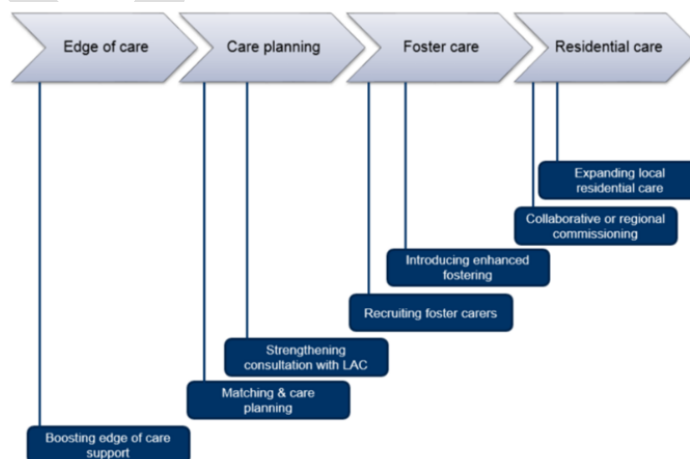 Edge of care
Care planning
Foster care
Residential care
Expanding local
residential care
Collaborative or regional
commissioning
Introducing enhanced
fostering
Recruiting foster carers
Strengthening
consultation with LAC
Matching & care
planning
Boosting edge of care
support